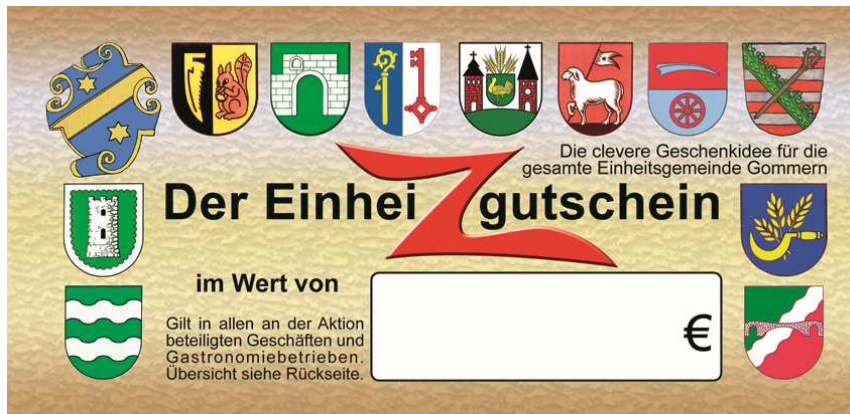 Die clevere Geschenkidee für die
gesamte Einheitsgemeinde Gommern
Der EinheiZgutschein
im Wert von
€
Gilt in allen an der Aktion
beteiligten Geschäften und
Gastronomiebetrieben.
Übersicht siehe Rückseite.